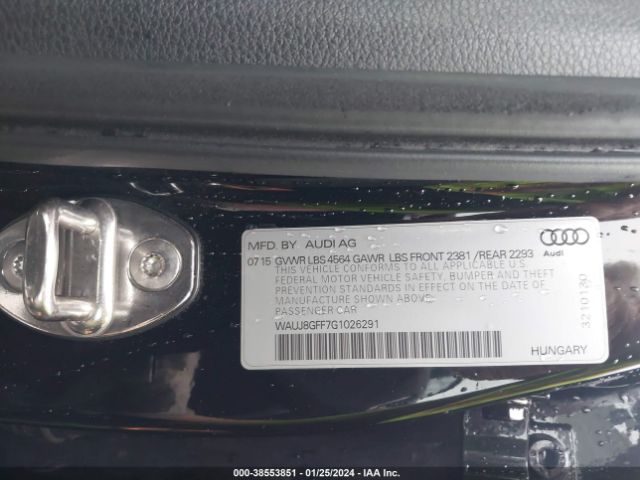 MFD. BY AUDI AG
07 15 GVWR LBS 4564 GAWR LBS FRONT 2381 /REAR 2293
THIS VEHICLE CONFORMS TO ALL APPLICABLE U.S.
FEDERAL MOTOR VEHICLE SAFETY, BUMPER AND THEFT
PREVENTION STANDARDS IN EFFECT ON THE DATE OF
MANUFACTURE SHOWN ABOVE.
PASSENGER CAR
WAUJ8GFF7G1026291
Audi
3210130
HUNGARY
000-38553851 / 01/25/2024 - IAA Inc.